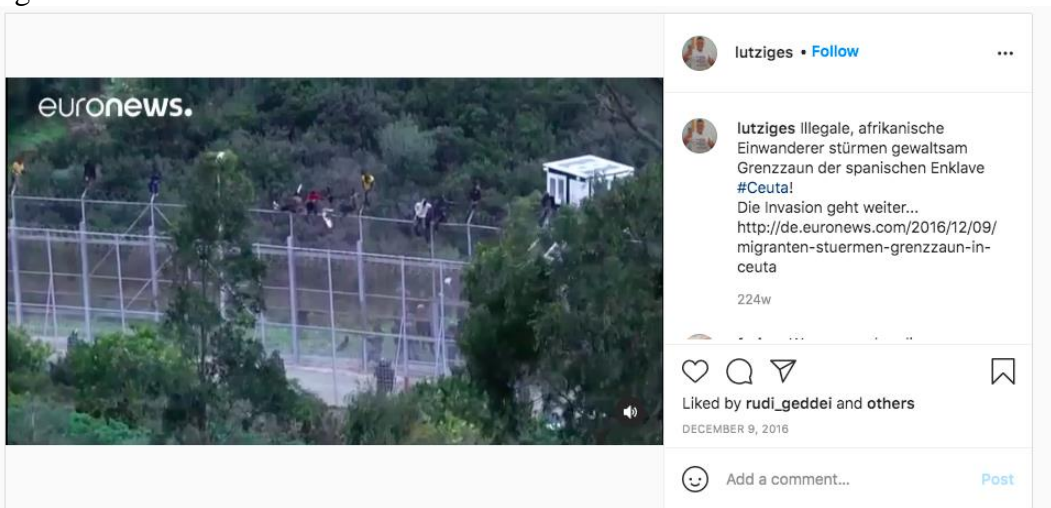 euronews.
lutziges • Follow
lutziges Illegale, afrikanische
Einwanderer stürmen gewaltsam
Grenzzaun der spanischen Enklave
#Ceuta!
Die Invasion geht weiter...
http://de.euronews.com/2016/12/09/
migranten-stuermen-grenzzaun-in-
ceuta
224w
Liked by rudi_geddei and others
DECEMBER 9, 2016
Add a comment...
Post